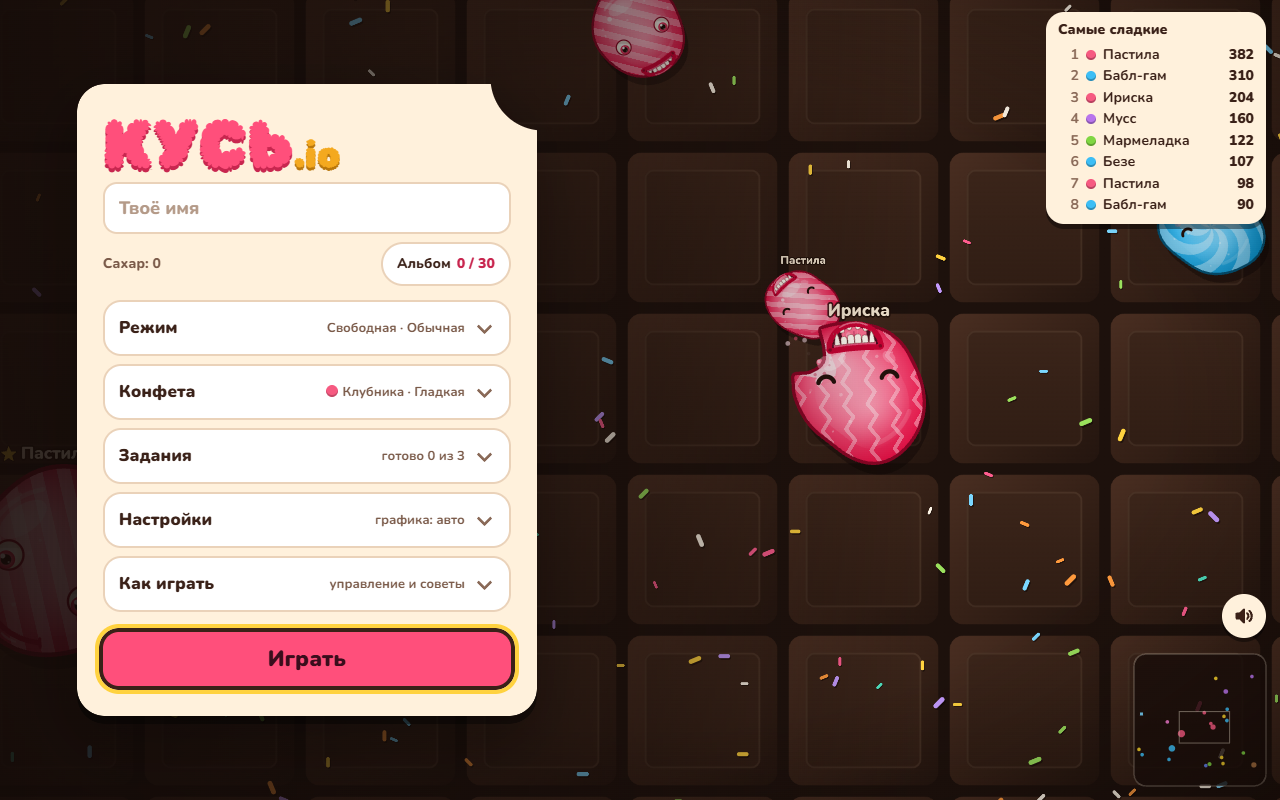 КУСЬ.io
Твоё имя
Сахар: 0
Альбом 0 / 30
Режим Свободная · Обычная
Конфета Клубника · Гладкая
Задания готово 0 из 3
Настройки графика: авто
Как играть управление и советы
Играть
Пастила
Ириска
Самые сладкие
1 Пастила 382
2 Бабл-гам 310
3 Ириска 204
4 Мусс 160
5 Мармеладка 122
6 Безе 107
7 Пастила 98
8 Бабл-гам 90